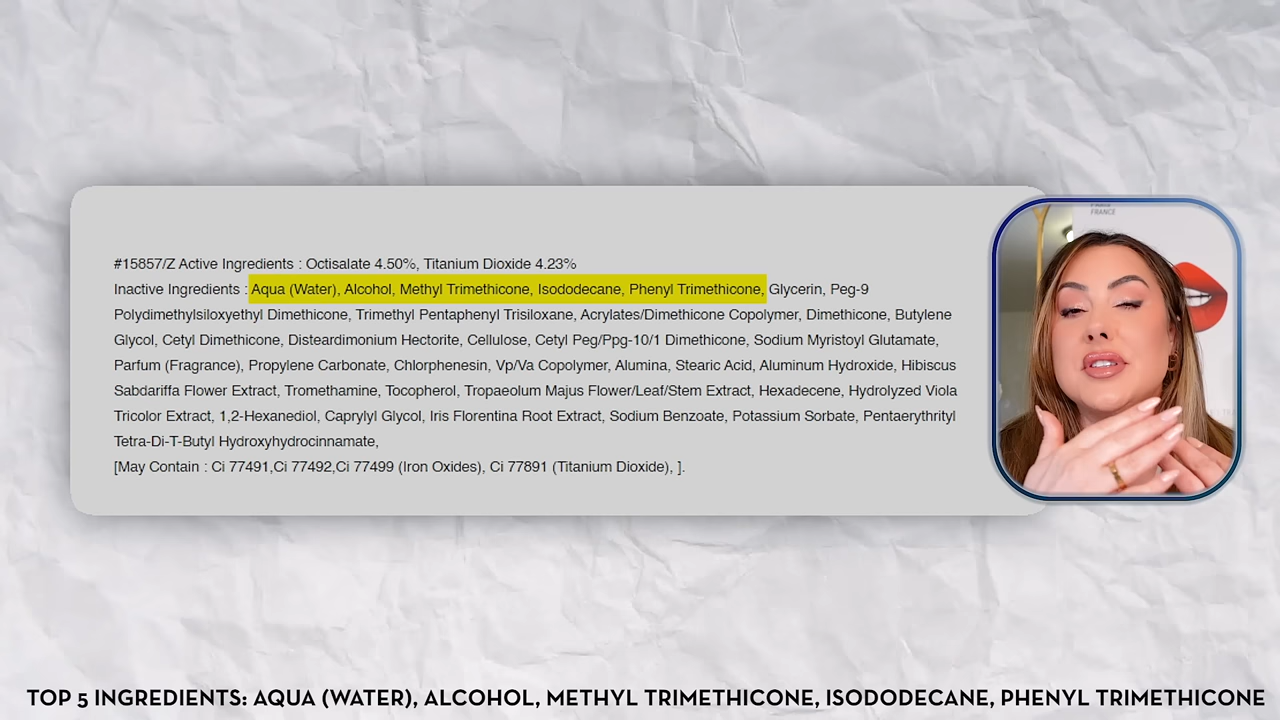 FRANCE
#15857/Z Active Ingredients : Octisalate 4.50%, Titanium Dioxide 4.23%
Inactive Ingredients : Aqua (Water), Alcohol, Methyl Trimethicone, Isododecane, Phenyl Trimethicone, Glycerin, Peg-9
Polydimethylsiloxyethyl Dimethicone, Trimethyl Pentaphenyl Trisiloxane, Acrylates/Dimethicone Copolymer, Dimethicone, Butylene
Glycol, Cetyl Dimethicone, Disteardimonium Hectorite, Cellulose, Cetyl Peg/Ppg-10/1 Dimethicone, Sodium Myristoyl Glutamate,
Parfum (Fragrance), Propylene Carbonate, Chlorphenesin, Vp/Va Copolymer, Alumina, Stearic Acid, Aluminum Hydroxide, Hibiscus
Sabdariffa Flower Extract, Tromethamine, Tocopherol, Tropaeolum Majus Flower/Leaf/Stem Extract, Hexadecene, Hydrolyzed Viola
Tricolor Extract, 1,2-Hexanediol, Caprylyl Glycol, Iris Florentina Root Extract, Sodium Benzoate, Potassium Sorbate, Pentaerythrityl
Tetra-Di-T-Butyl Hydroxyhydrocinnamate,
[May Contain : Ci 77491,Ci 77492,Ci 77499 (Iron Oxides), Ci 77891 (Titanium Dioxide), ].
TOP 5 INGREDIENTS: AQUA (WATER), ALCOHOL, METHYL TRIMETHICONE, ISODODECANE, PHENYL TRIMETHICONE